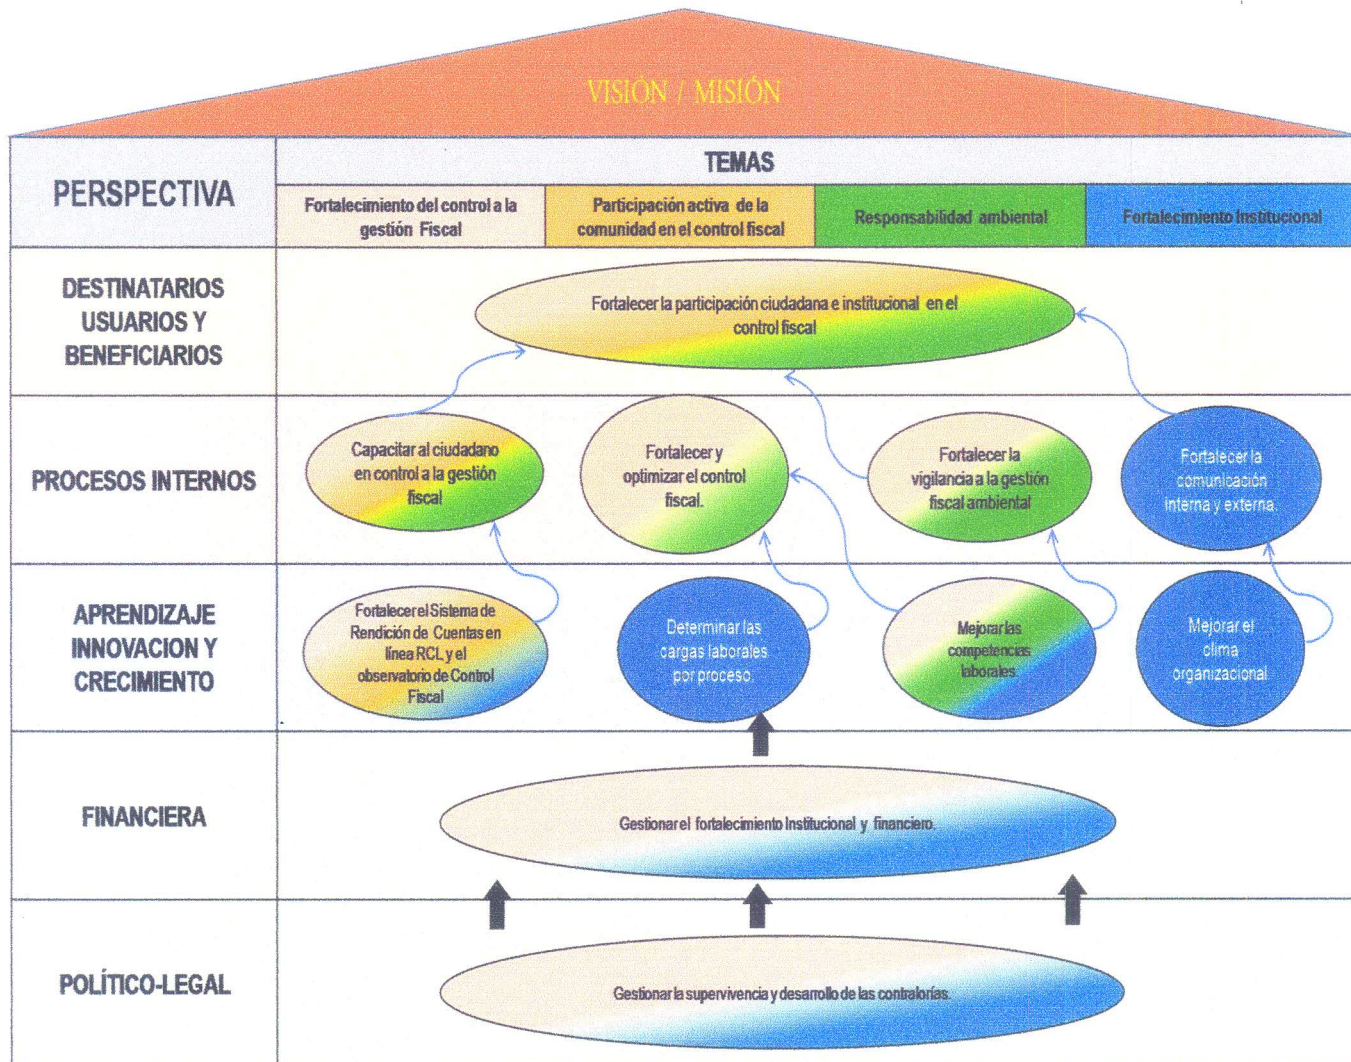 VISIÓN / MISIÓN
PERSPECTIVA
TEMAS
Fortalecimiento del control a la
gestión Fiscal
Participación activa de la
comunidad en el control fiscal
Responsabilidad ambiental
Fortalecimiento Institucional
DESTINATARIOS
USUARIOS Y
BENEFICIARIOS
Fortalecer la participación ciudadana e institucional en el
control fiscal
PROCESOS INTERNOS
Capacitar al ciudadano
en control a la gestión
fiscal
Fortalecer y
optimizar el control
fiscal.
Fortalecer la
vigilancia a la gestión
fiscal ambiental
Fortalecer la
comunicación
interna y externa.
APRENDIZAJE
INNOVACION Y
CRECIMIENTO
Fortalecer el Sistema de
Rendición de Cuentas en
línea RCL y el
observatorio de Control
Fiscal
Determinar las
cargas laborales
por proceso.
Mejorar las
competencias
laborales.
Mejorar el
clima
organizacional
FINANCIERA
Gestionar el fortalecimiento Institucional y financiero.
POLÍTICO-LEGAL
Gestionar la supervivencia y desarrollo de las contralorías.